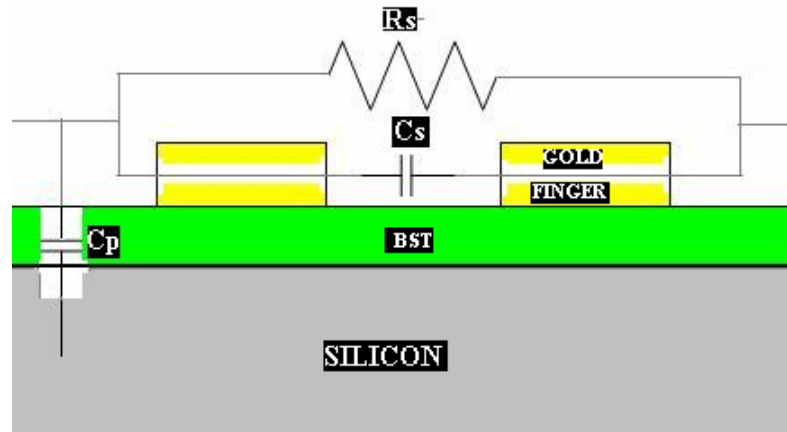 Rs
Cs
GOLD
FINGER
Cp
BST
SILICON